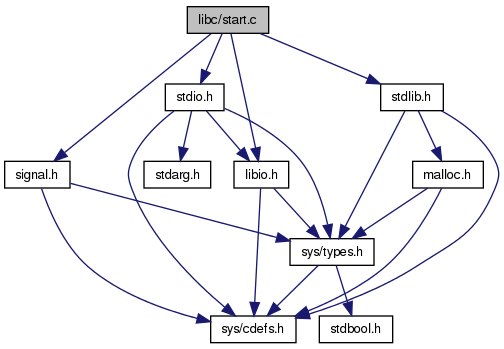 libc/start.c
stdio.h
stdlib.h
signal.h
stdarg.h
libio.h
malloc.h
sys/types.h
sys/cdefs.h
stdbool.h